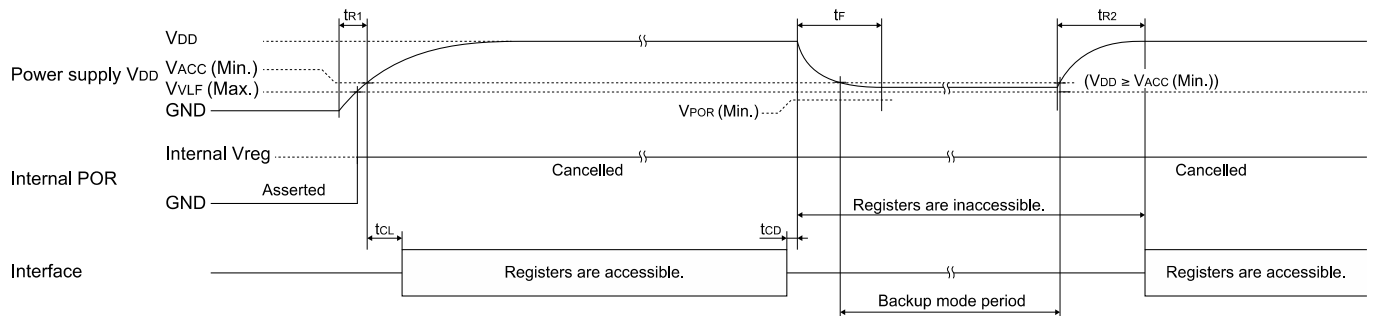 tR1
tF
tR2
Power supply VDD
VDD
VACC (Min.)
VVLF (Max.)
GND
(VDD ≥ VACC (Min.))
VPOR (Min.)
Internal POR
Internal Vreg
Cancelled
Cancelled
Asserted
GND
Registers are inaccessible.
tCL
tCD
Interface
Registers are accessible.
Registers are accessible.
Backup mode period